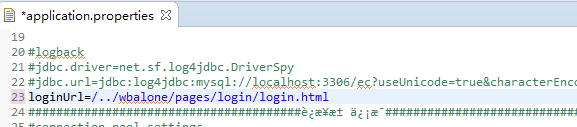 *application.properties
19
20
21 #logback
22 #jdbc.driver=net.sf.log4jdbc.DriverSpy
#jdbc.url=jdbc:log4jdbc:mysql://localhost:3306/ec?useUnicode=true&characterEnco
23 loginUrl=/../wbalone/pages/login/login.html
24
25 #connection pool settings